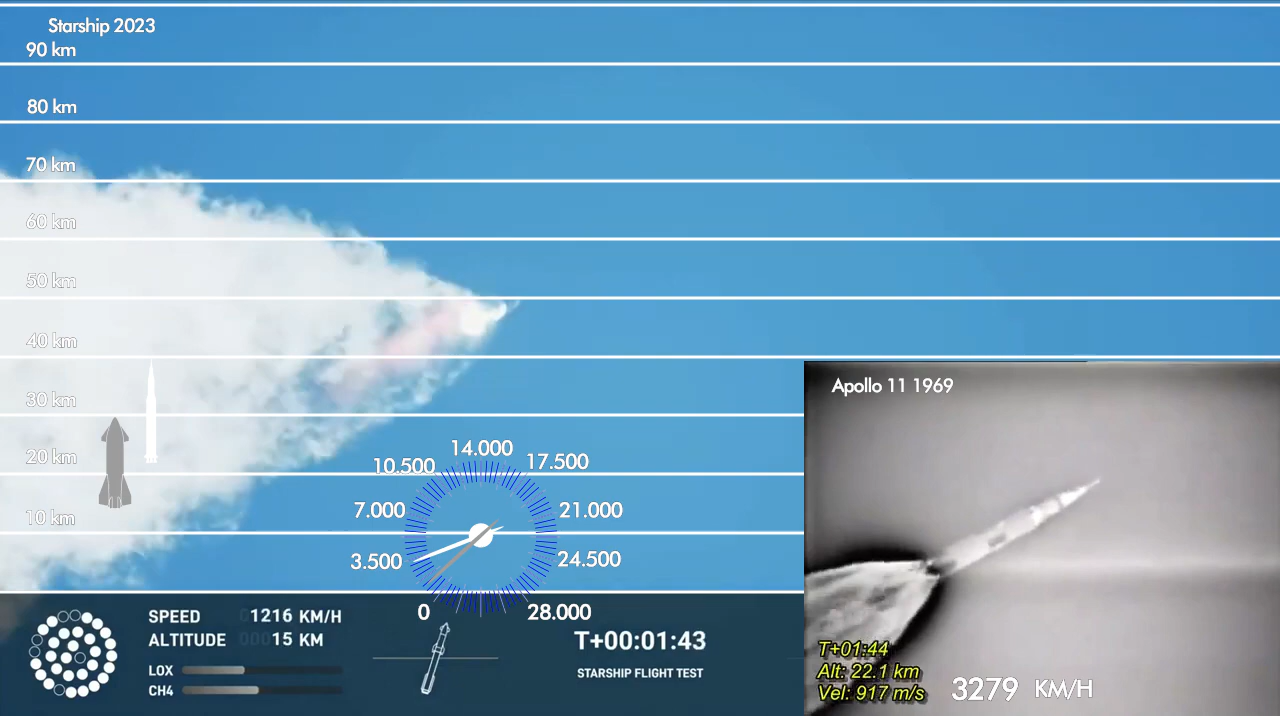 Starship 2023
90 km
80 km
70 km
60 km
50 km
40 km
30 km
20 km
10 km
14.000
10.500
17.500
7.000
21.000
3.500
24.500
0
28.000
SPEED 1216 KM/H
ALTITUDE 00015 KM
LOX
CH4
T+00:01:43
STARSHIP FLIGHT TEST
Apollo 11 1969
T+01:44
Alt: 22.1 km
Vel: 917 m/s
3279 KM/H